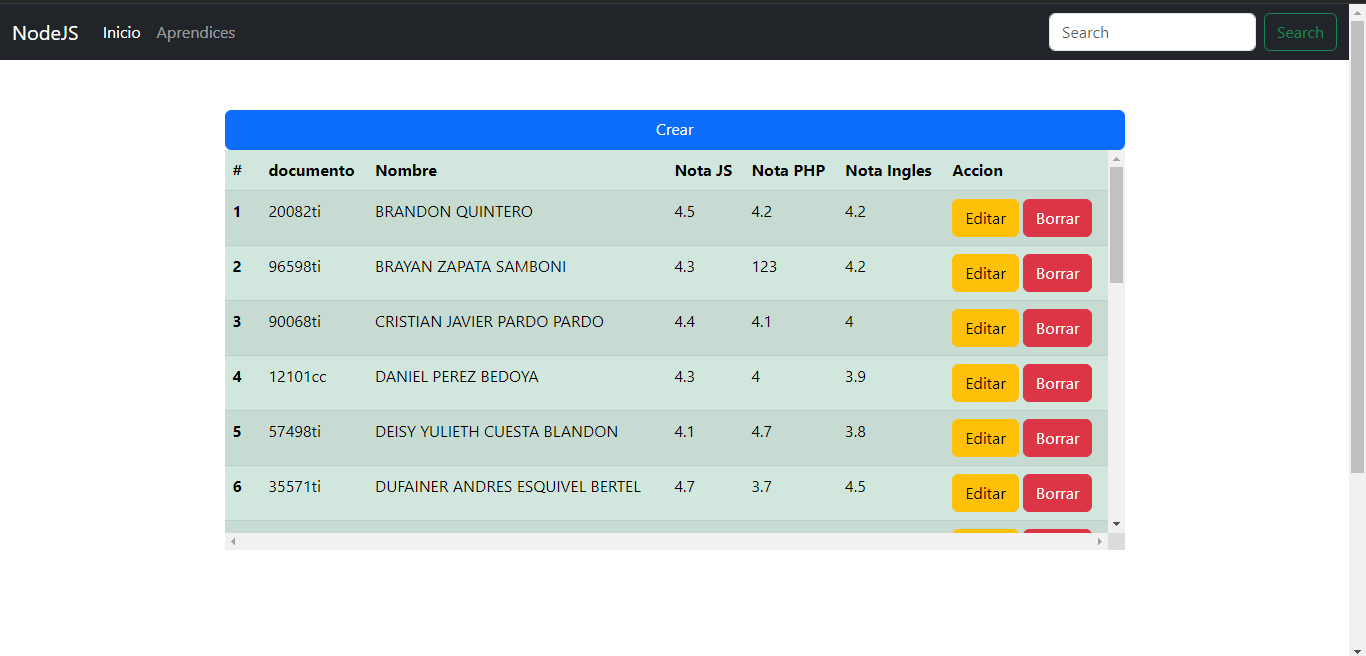 NodeJS Inicio Aprendices Search Search
Crear
# documento Nombre Nota JS Nota PHP Nota Ingles Accion
1 20082ti BRANDON QUINTERO 4.5 4.2 4.2 Editar Borrar
2 96598ti BRAYAN ZAPATA SAMBONI 4.3 123 4.2 Editar Borrar
3 90068ti CRISTIAN JAVIER PARDO PARDO 4.4 4.1 4 Editar Borrar
4 12101cc DANIEL PEREZ BEDOYA 4.3 4 3.9 Editar Borrar
5 57498ti DEISY YULIETH CUESTA BLANDON 4.1 4.7 3.8 Editar Borrar
6 35571ti DUFAINER ANDRES ESQUIVEL BERTEL 4.7 3.7 4.5 Editar Borrar